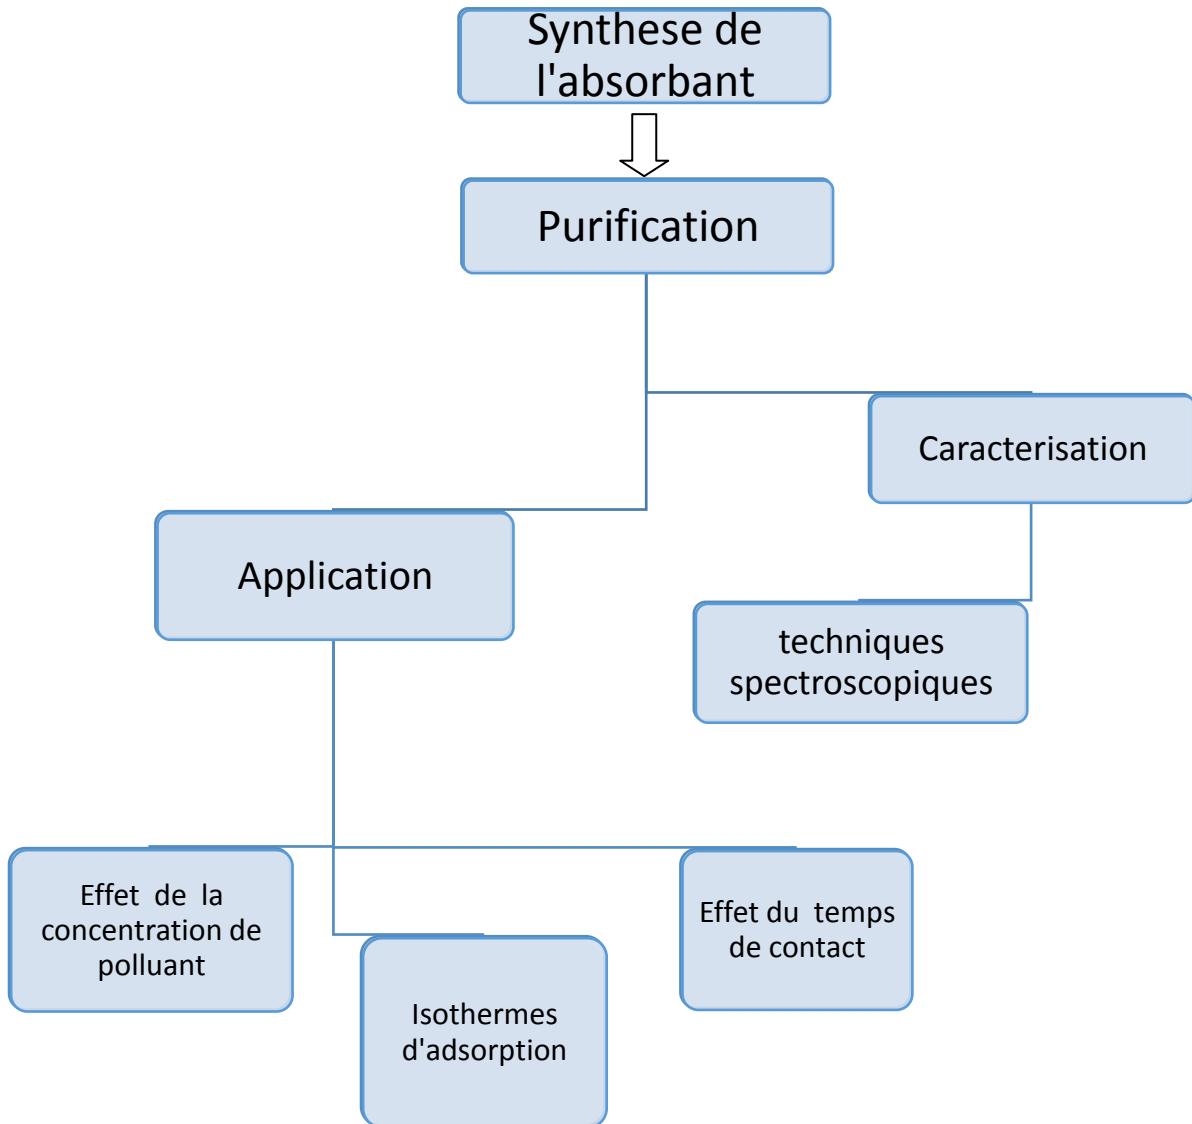 Synthese de
l'absorbant
Purification
Caracterisation
Application
techniques
spectroscopiques
Effet de la
concentration de
polluant
Effet du temps
de contact
Isothermes
d'adsorption